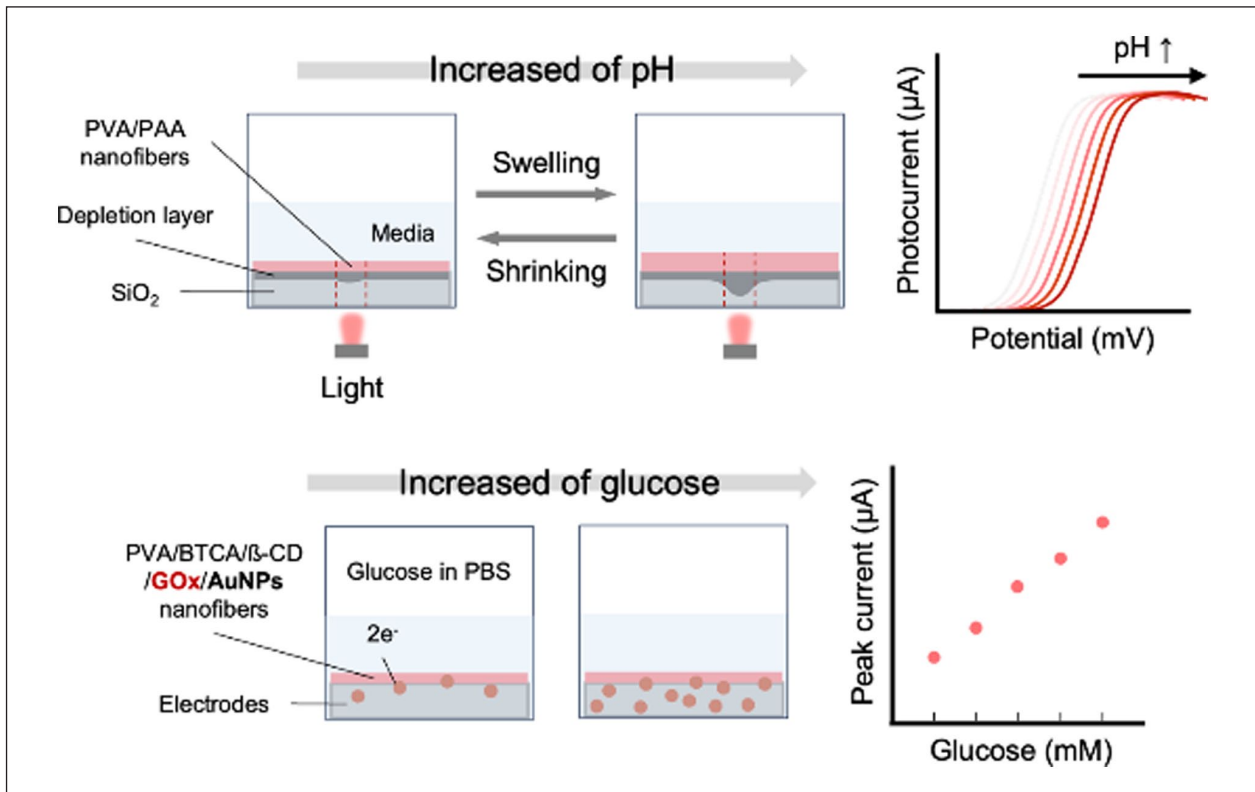 Increased of pH
PVA/PAA
nanofibers
Depletion layer
SiO₂
Media
Light
Swelling
Shrinking
pH ↑
Photocurrent (µA)
Potential (mV)
Increased of glucose
PVA/BTCA/ß-CD
/GOx/AuNPs
nanofibers
Electrodes
Glucose in PBS
2e⁻
Peak current (µA)
Glucose (mM)